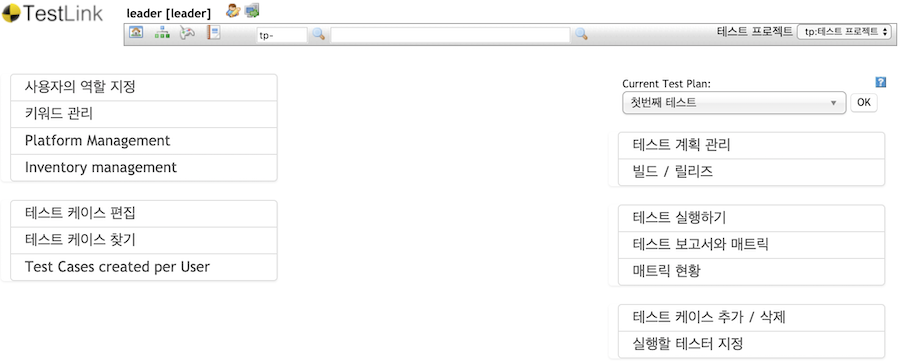 TestLink
leader [leader]
tp-
테스트 프로젝트 tp:테스트 프로젝트
사용자의 역할 지정
키워드 관리
Platform Management
Inventory management
테스트 케이스 편집
테스트 케이스 찾기
Test Cases created per User
?
Current Test Plan:
첫번째 테스트 OK
테스트 계획 관리
빌드 / 릴리즈
테스트 실행하기
테스트 보고서와 매트릭
매트릭 현황
테스트 케이스 추가 / 삭제
실행할 테스터 지정